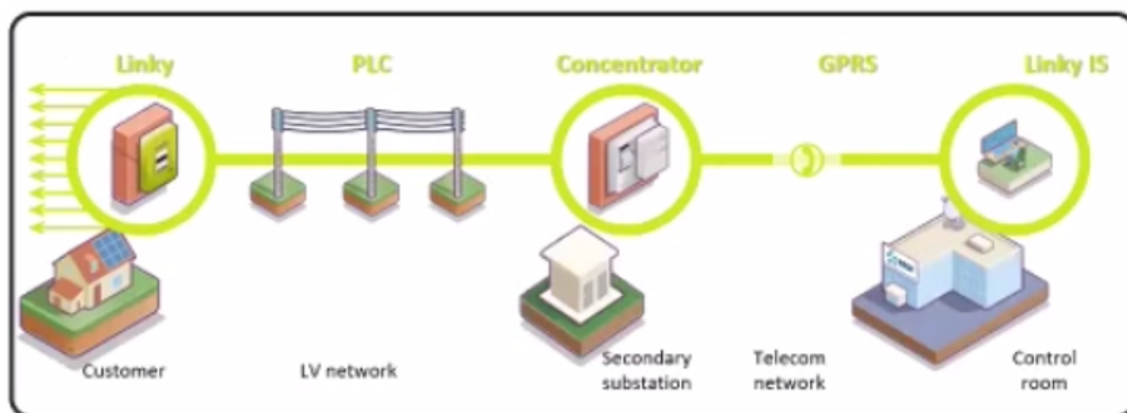 Linky
PLC
Concentrator
GPRS
Linky IS
Customer
LV network
Secondary
substation
Telecom
network
Control
room